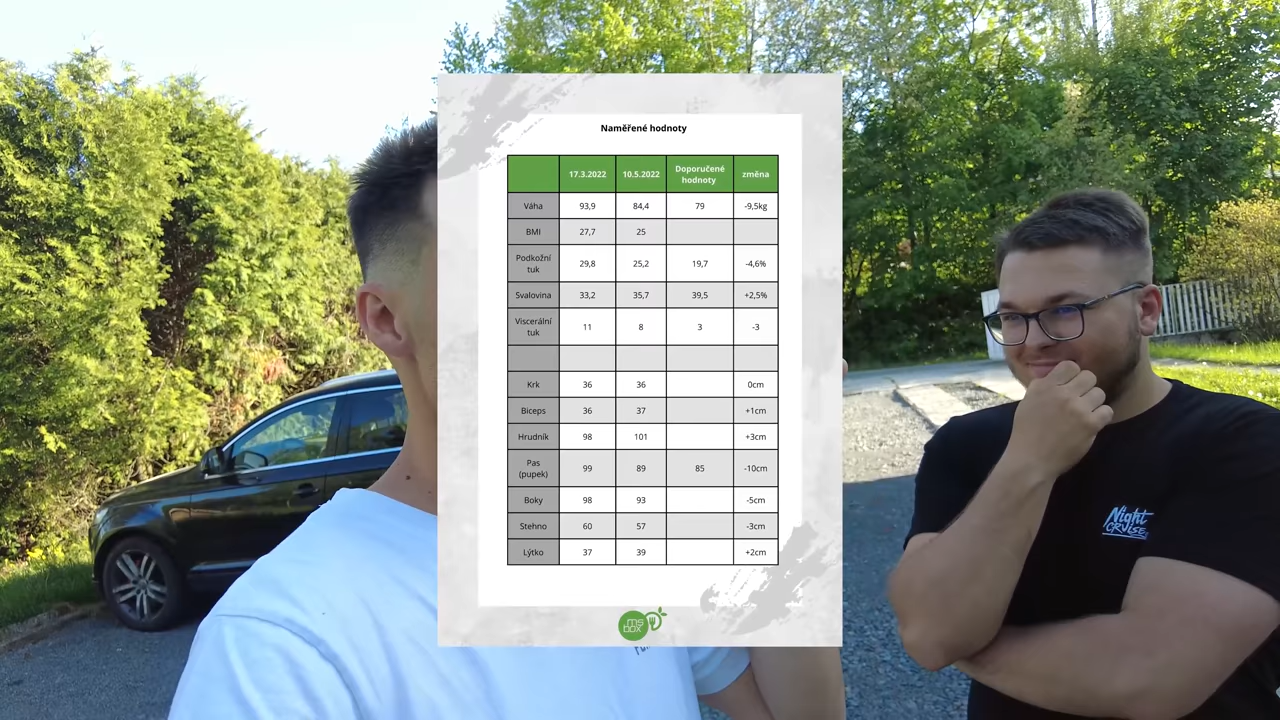 Naměřené hodnoty
17.3.2022 10.5.2022 Doporučené hodnoty změna
Váha 93,9 84,4 79 -9,5kg
BMI 27,7 25
Podkožní tuk 29,8 25,2 19,7 -4,6%
Svalovina 33,2 35,7 39,5 +2,5%
Viscerální tuk 11 8 3 -3
Krk 36 36 0cm
Biceps 36 37 +1cm
Hrudník 98 101 +3cm
Pas (pupek) 99 89 85 -10cm
Boky 98 93 -5cm
Stehno 60 57 -3cm
Lýtko 37 39 +2cm
ms box
Night
CRUISE